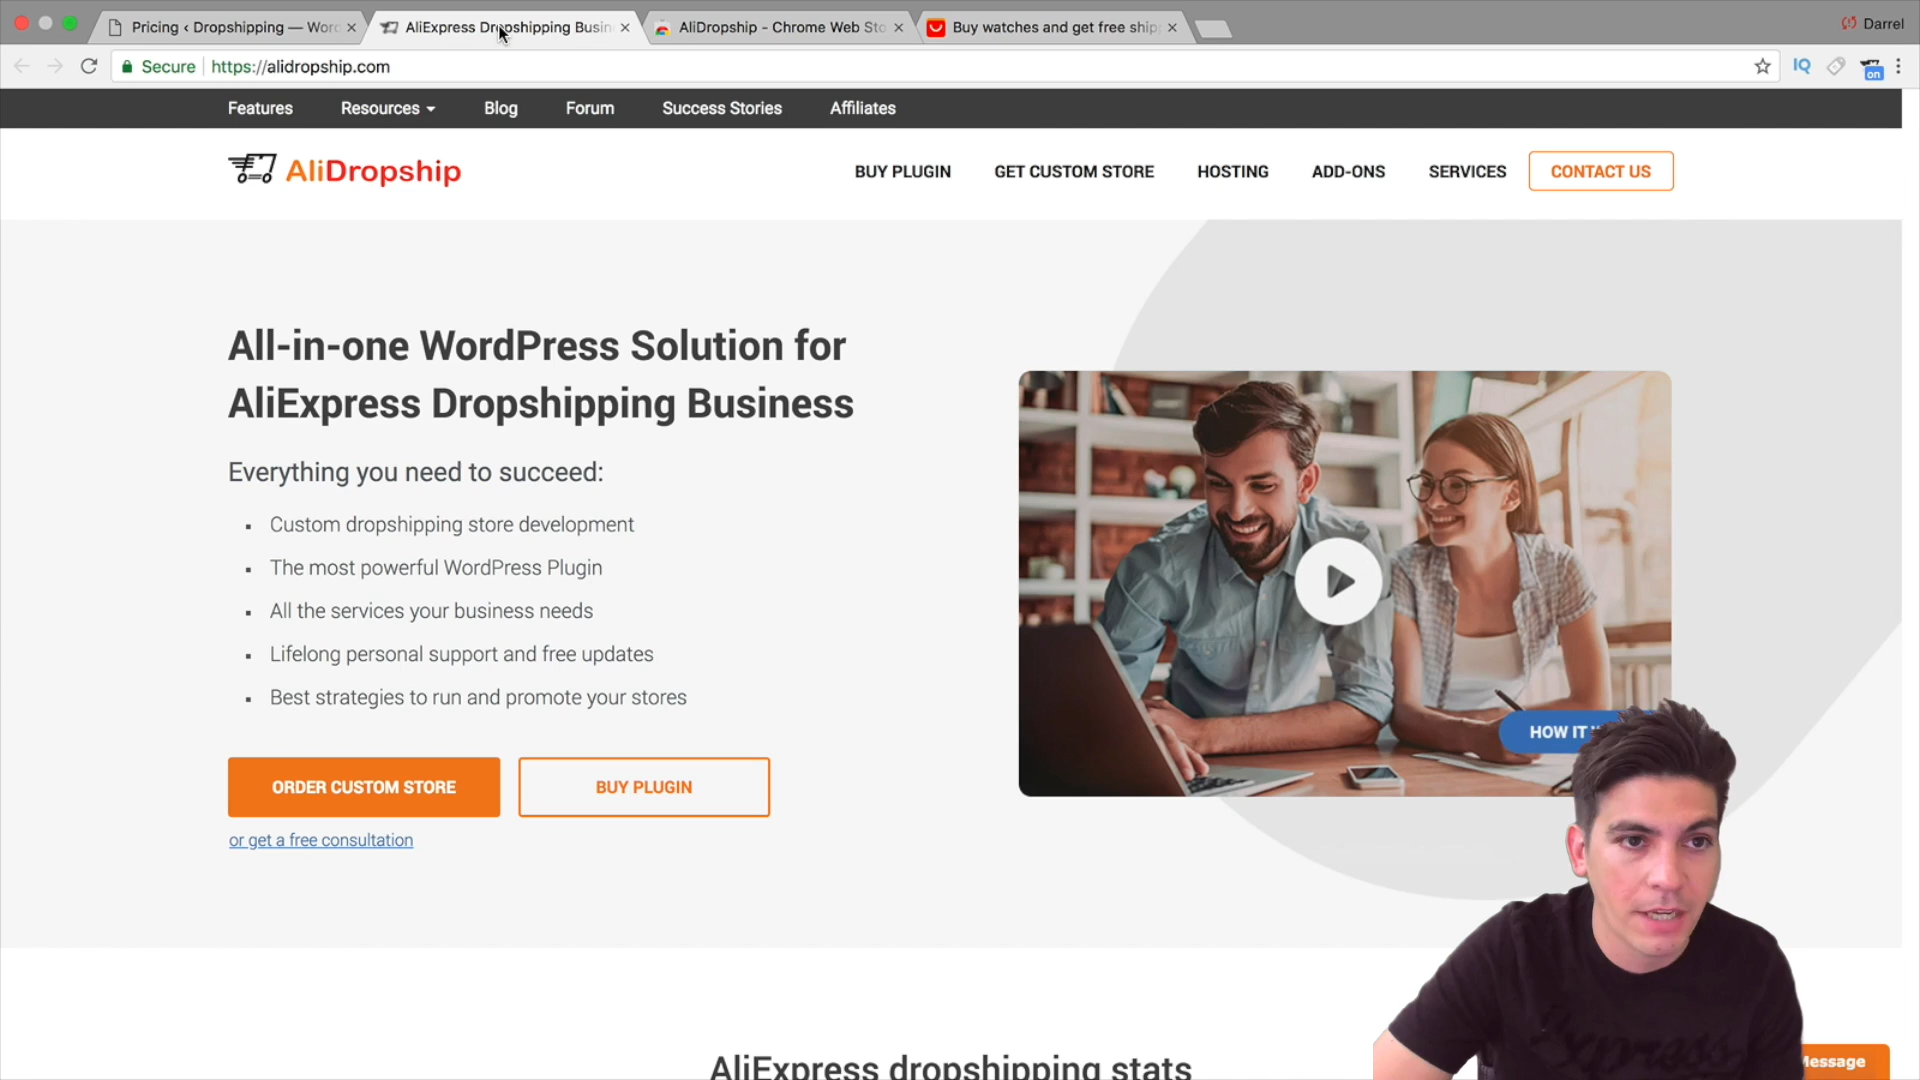 Pricing ‹ Dropshipping — Wor
AliExpress Dropshipping Busin
AliDropship - Chrome Web Sto
Buy watches and get free ship
Darrel
Secure
https://alidropship.com
IQ
on
Features
Resources
Blog
Forum
Success Stories
Affiliates
AliDropship
BUY PLUGIN
GET CUSTOM STORE
HOSTING
ADD-ONS
SERVICES
CONTACT US
All-in-one WordPress Solution for
AliExpress Dropshipping Business
Everything you need to succeed:
Custom dropshipping store development
The most powerful WordPress Plugin
All the services your business needs
Lifelong personal support and free updates
Best strategies to run and promote your stores
HOW IT
ORDER CUSTOM STORE
BUY PLUGIN
or get a free consultation
AliExpress dropshipping stats
Message